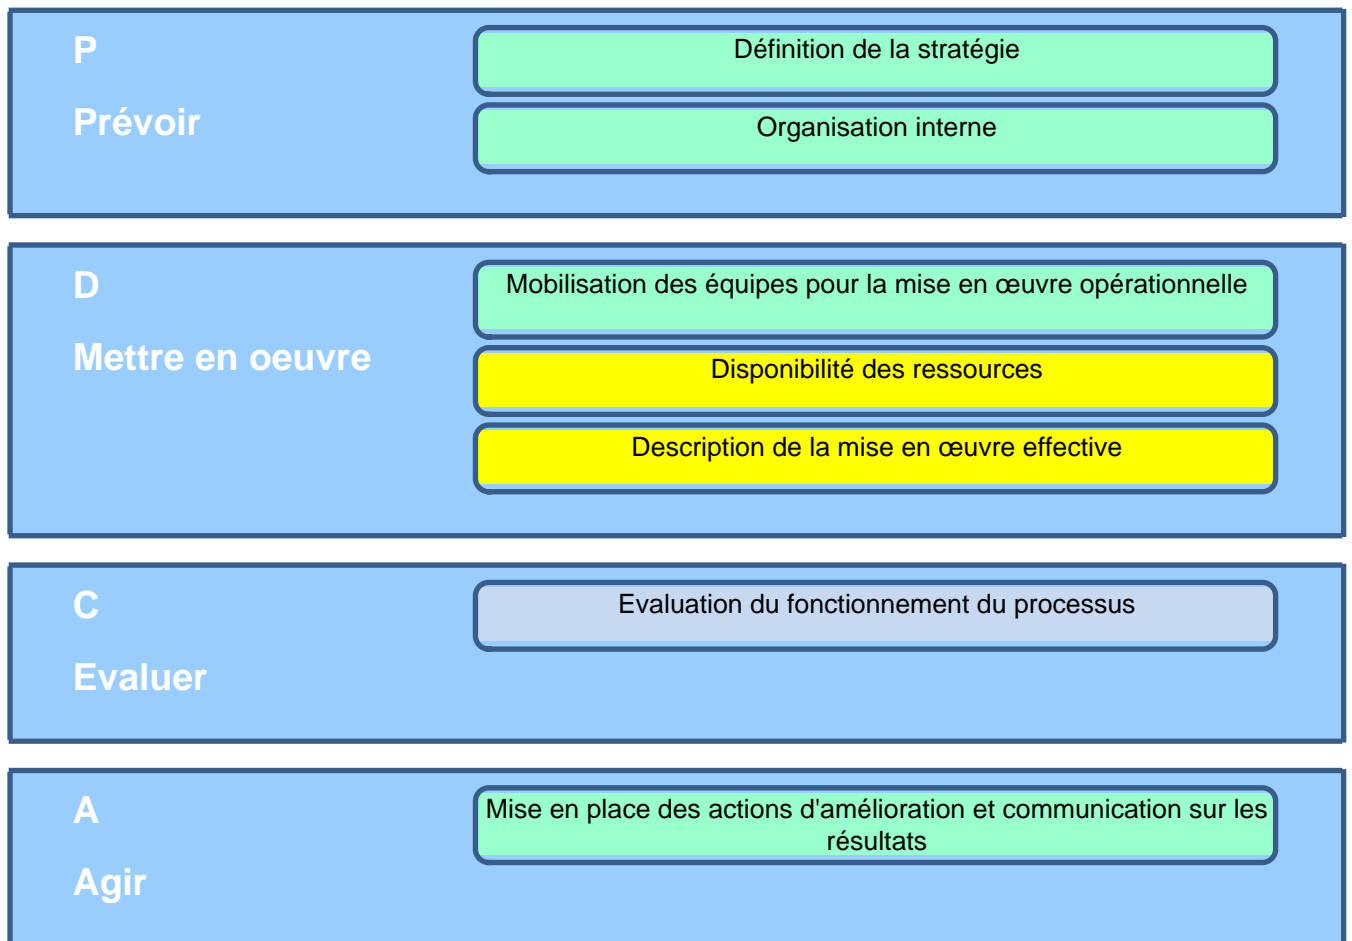 P
Définition de la stratégie
Prévoir
Organisation interne
D
Mobilisation des équipes pour la mise en œuvre opérationnelle
Mettre en oeuvre
Disponibilité des ressources
Description de la mise en œuvre effective
C
Evaluation du fonctionnement du processus
Evaluer
A
Mise en place des actions d'amélioration et communication sur les
résultats
Agir